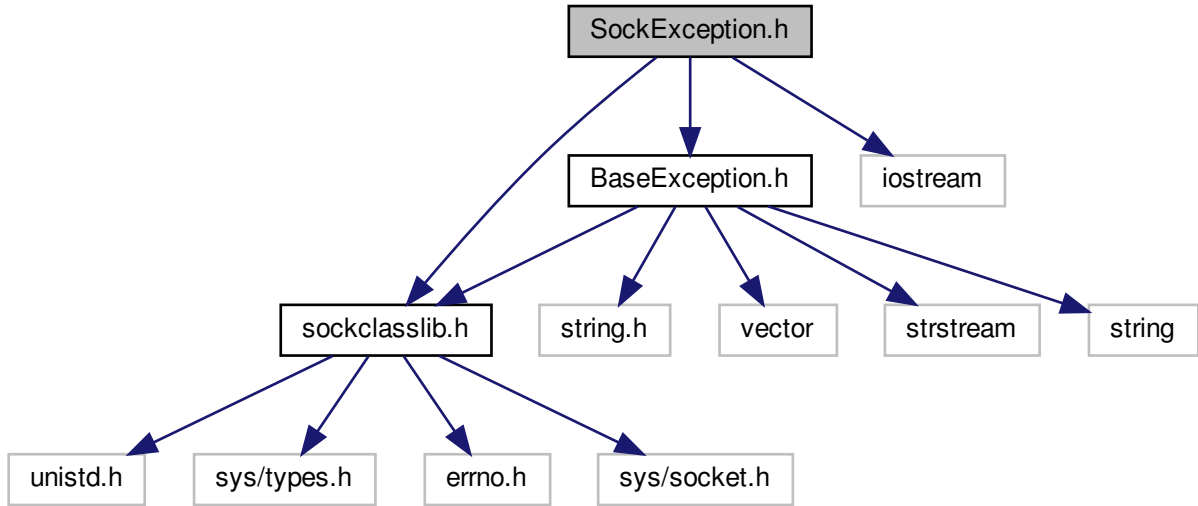 SockException.h
BaseException.h
iostream
sockclasslib.h
string.h
vector
strstream
string
unistd.h
sys/types.h
errno.h
sys/socket.h